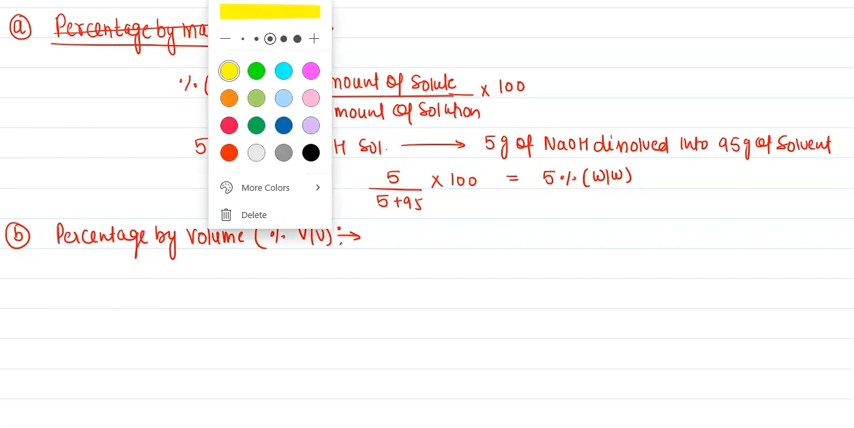 ⓐ Percentage by ma
% ( mount of solute × 100
mount of solution
5 H Sol. ⟶ 5g of NaOH dissolved into 95g of solvent
5 × 100 = 5% (w|w)
5+95
More Colors
Delete
ⓑ Percentage by volume (% V|V):→